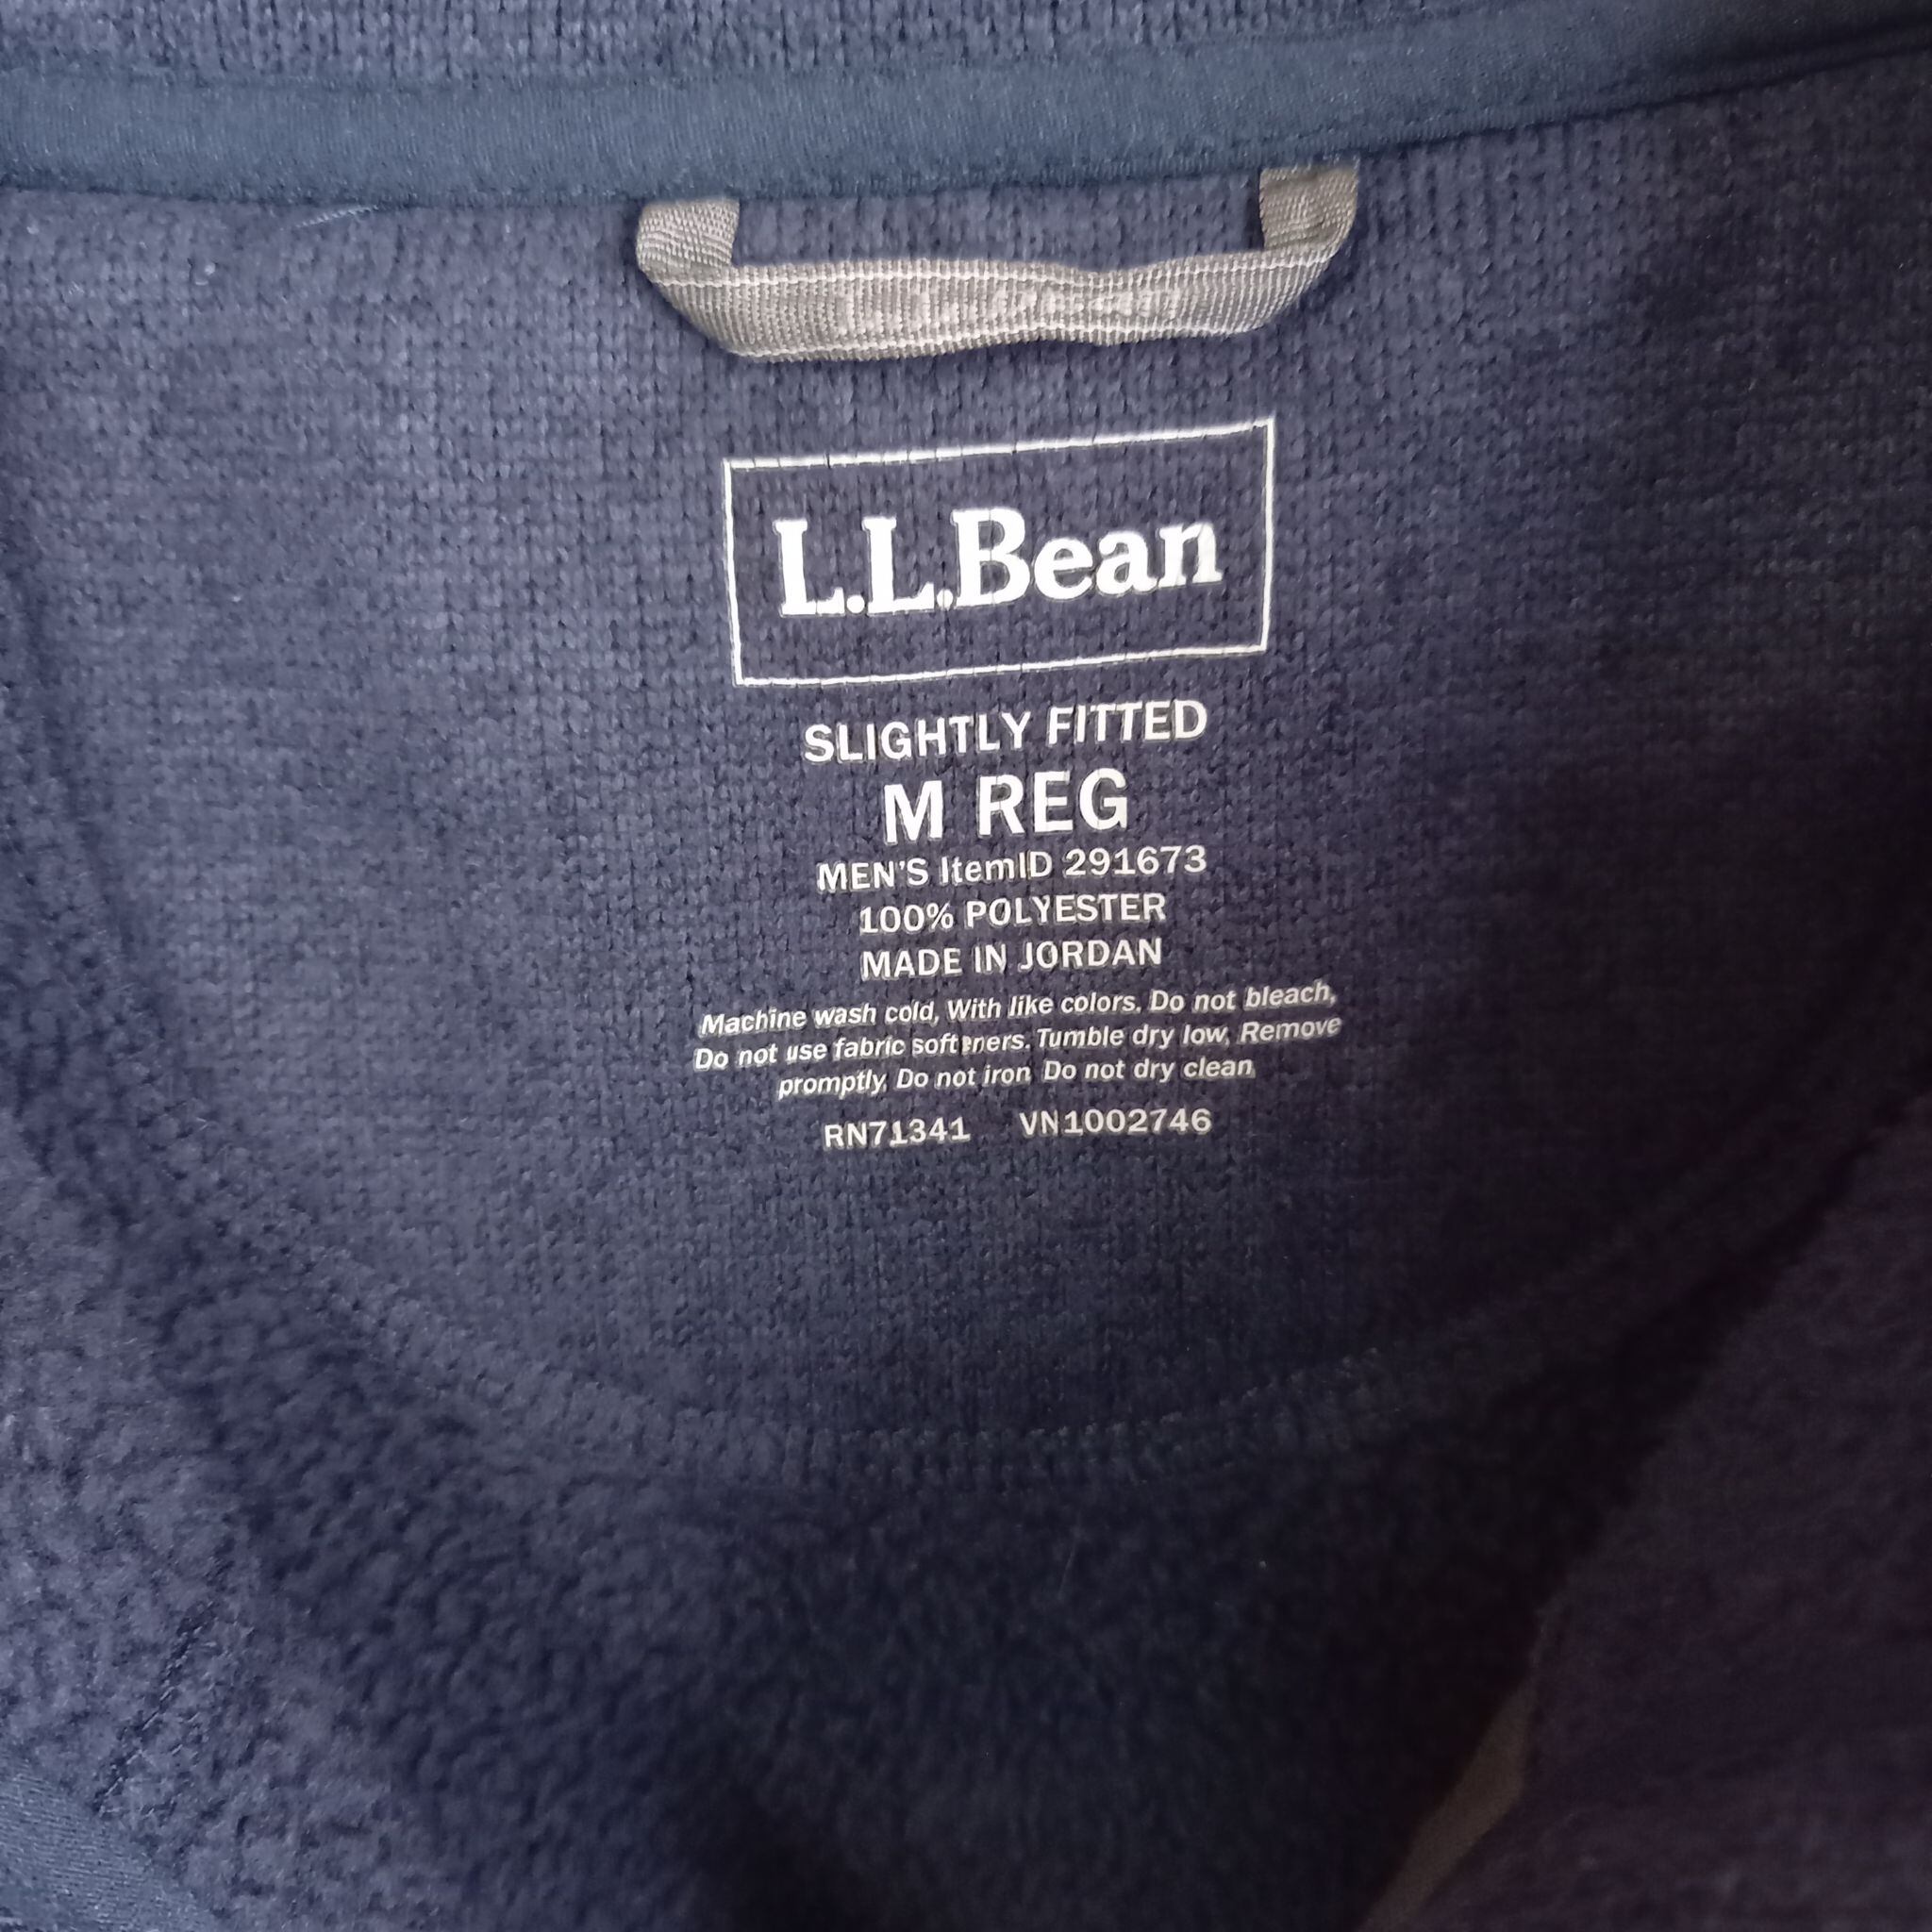 L.L.Bean
L.L.Bean
SLIGHTLY FITTED
M REG
MEN'S ItemID 291673
100% POLYESTER
MADE IN JORDAN
Machine wash cold, With like colors. Do not bleach,
Do not use fabric softeners. Tumble dry low, Remove
promptly, Do not iron Do not dry clean
RN71341 VN1002746